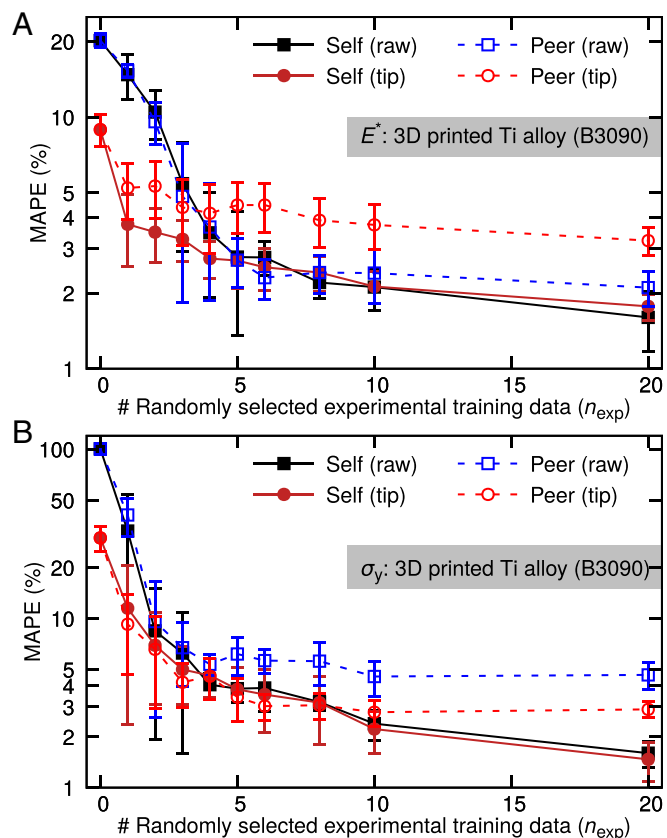 A
20
10
5
4
3
2
1
MAPE (%)
Self (raw)
Self (tip)
Peer (raw)
Peer (tip)
E*: 3D printed Ti alloy (B3090)
0 5 10 15 20
# Randomly selected experimental training data (nexp)
B
100
50
20
10
5
4
3
2
1
MAPE (%)
Self (raw)
Self (tip)
Peer (raw)
Peer (tip)
σy: 3D printed Ti alloy (B3090)
0 5 10 15 20
# Randomly selected experimental training data (nexp)